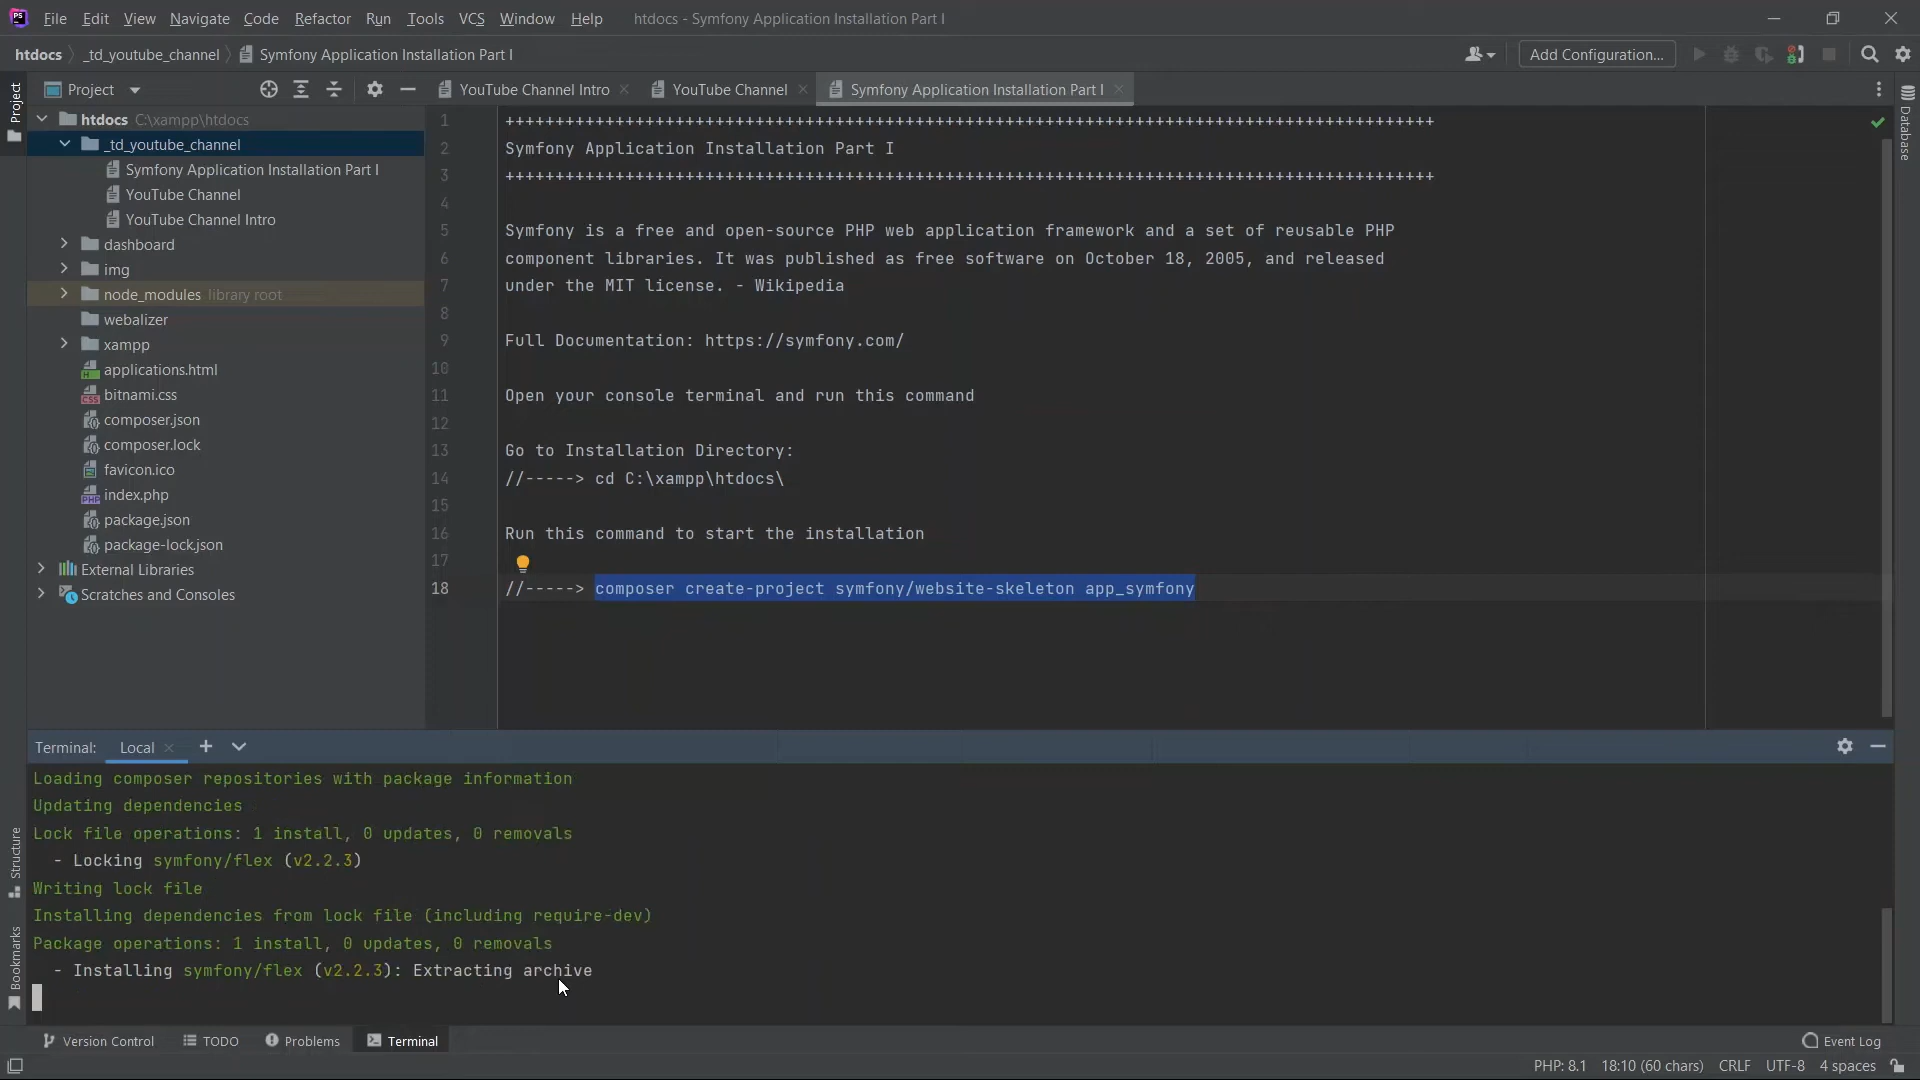 PS File Edit View Navigate Code Refactor Run Tools VCS Window Help htdocs - Symfony Application Installation Part I
htdocs _td_youtube_channel Symfony Application Installation Part I Add Configuration...
Project
Project
YouTube Channel Intro YouTube Channel Symfony Application Installation Part I
Database
htdocs C:\xampp\htdocs
_td_youtube_channel
Symfony Application Installation Part I
YouTube Channel
YouTube Channel Intro
dashboard
img
node_modules library root
webalizer
xampp
applications.html
bitnami.css
composer.json
composer.lock
favicon.ico
index.php
package.json
package-lock.json
External Libraries
Scratches and Consoles
1 +++++++++++++++++++++++++++++++++++++++++++++++++++++++++++++++++++++++++++++++++++++++++++++
2 Symfony Application Installation Part I
3 +++++++++++++++++++++++++++++++++++++++++++++++++++++++++++++++++++++++++++++++++++++++++++++
4
5 Symfony is a free and open-source PHP web application framework and a set of reusable PHP
6 component libraries. It was published as free software on October 18, 2005, and released
7 under the MIT license. - Wikipedia
8
9 Full Documentation: https://symfony.com/
10
11 Open your console terminal and run this command
12
13 Go to Installation Directory:
14 //-----> cd C:\xampp\htdocs\
15
16 Run this command to start the installation
17
18 //-----> composer create-project symfony/website-skeleton app_symfony
Terminal: Local
Loading composer repositories with package information
Updating dependencies
Lock file operations: 1 install, 0 updates, 0 removals
- Locking symfony/flex (v2.2.3)
Writing lock file
Installing dependencies from lock file (including require-dev)
Package operations: 1 install, 0 updates, 0 removals
- Installing symfony/flex (v2.2.3): Extracting archive
Structure
Bookmarks
Version Control TODO Problems Terminal Event Log
PHP: 8.1 18:10 (60 chars) CRLF UTF-8 4 spaces